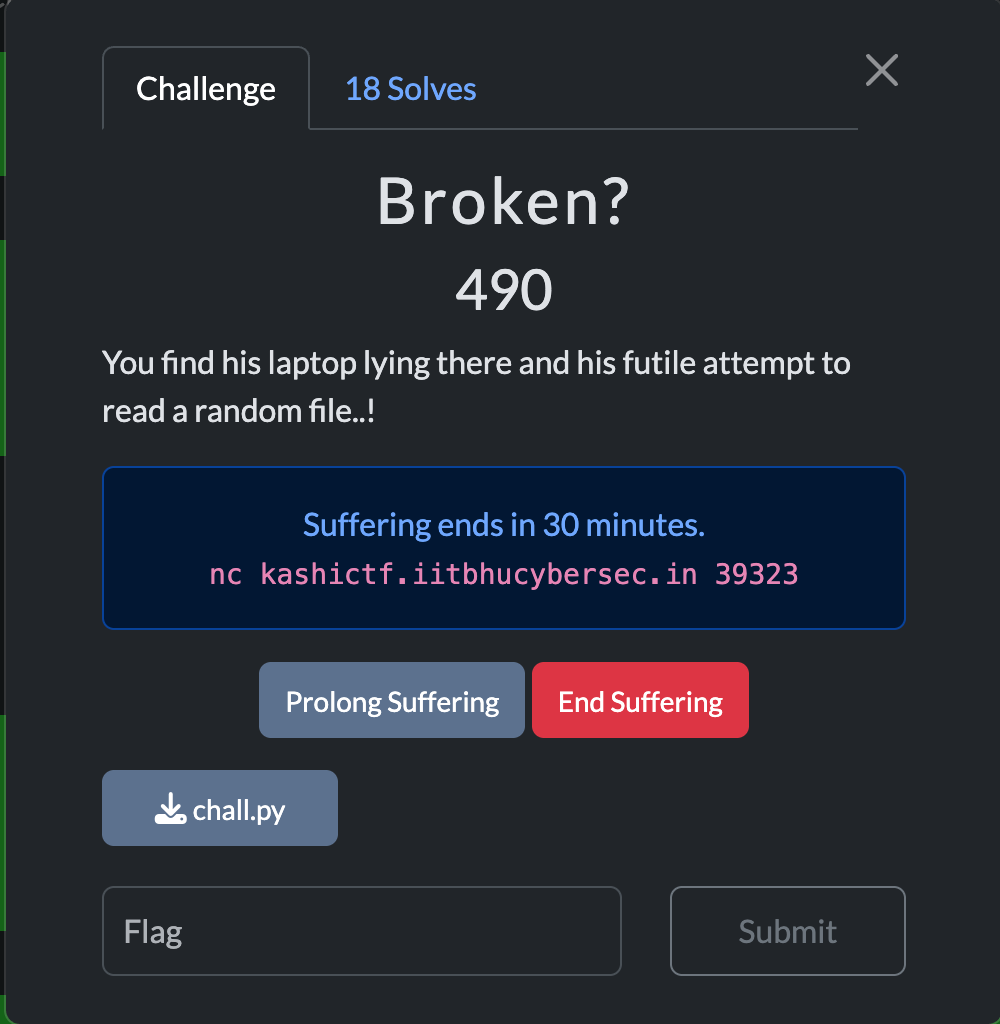 Challenge
18 Solves
Broken?
490
You find his laptop lying there and his futile attempt to
read a random file..!
Suffering ends in 30 minutes.
nc kashictf.iitbhucybersec.in 39323
Prolong Suffering
End Suffering
chall.py
Flag
Submit